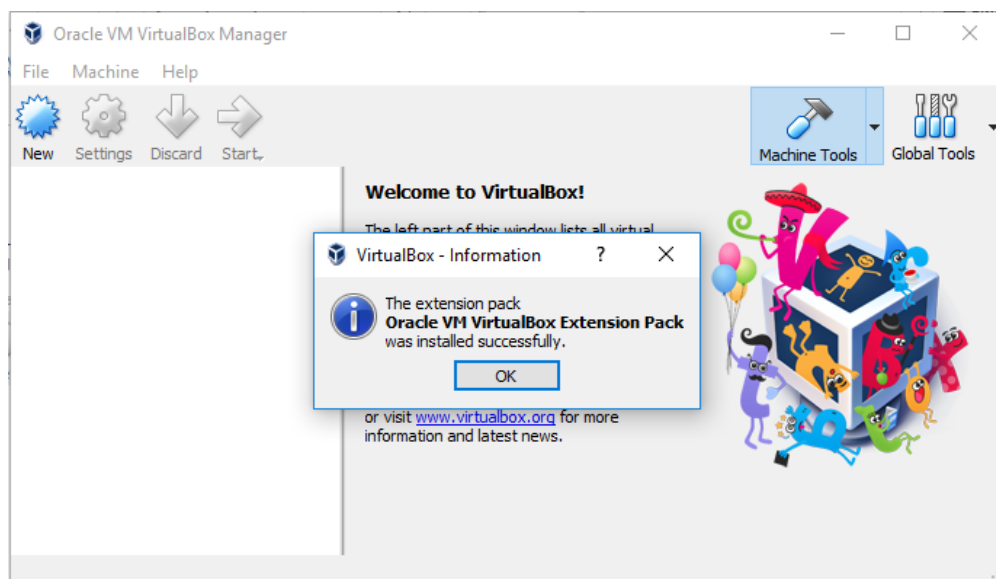 Oracle VM VirtualBox Manager
File Machine Help
New Settings Discard Start
Machine Tools Global Tools
Welcome to VirtualBox!
The left part of this window lists all virtual
VirtualBox - Information ?
The extension pack
Oracle VM VirtualBox Extension Pack
was installed successfully.
OK
or visit www.virtualbox.org for more
information and latest news.